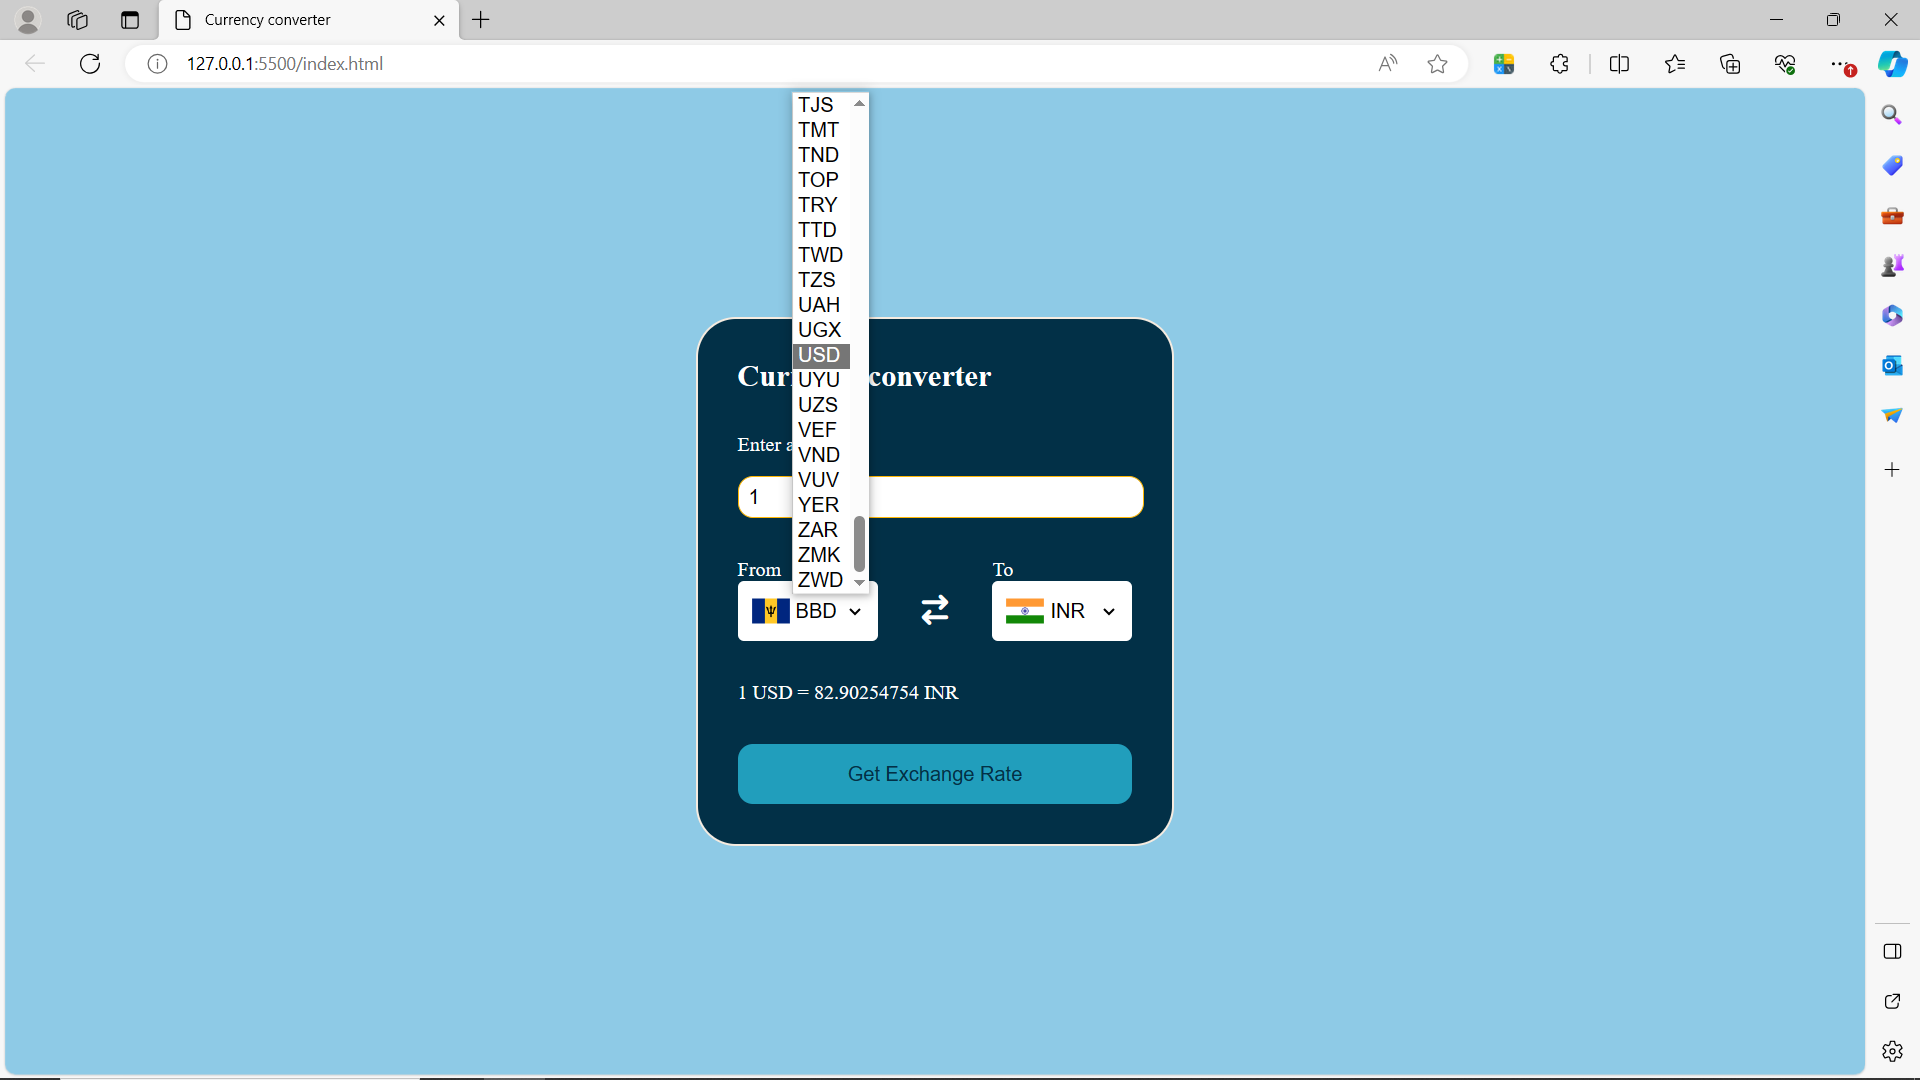 Currency converter
127.0.0.1:5500/index.html
TJS
TMT
TND
TOP
TRY
TTD
TWD
TZS
UAH
UGX
USD
UYU
UZS
VEF
VND
VUV
YER
ZAR
ZMK
ZWD
Cur converter
Enter a
1
From To
BBD INR
1 USD = 82.90254754 INR
Get Exchange Rate